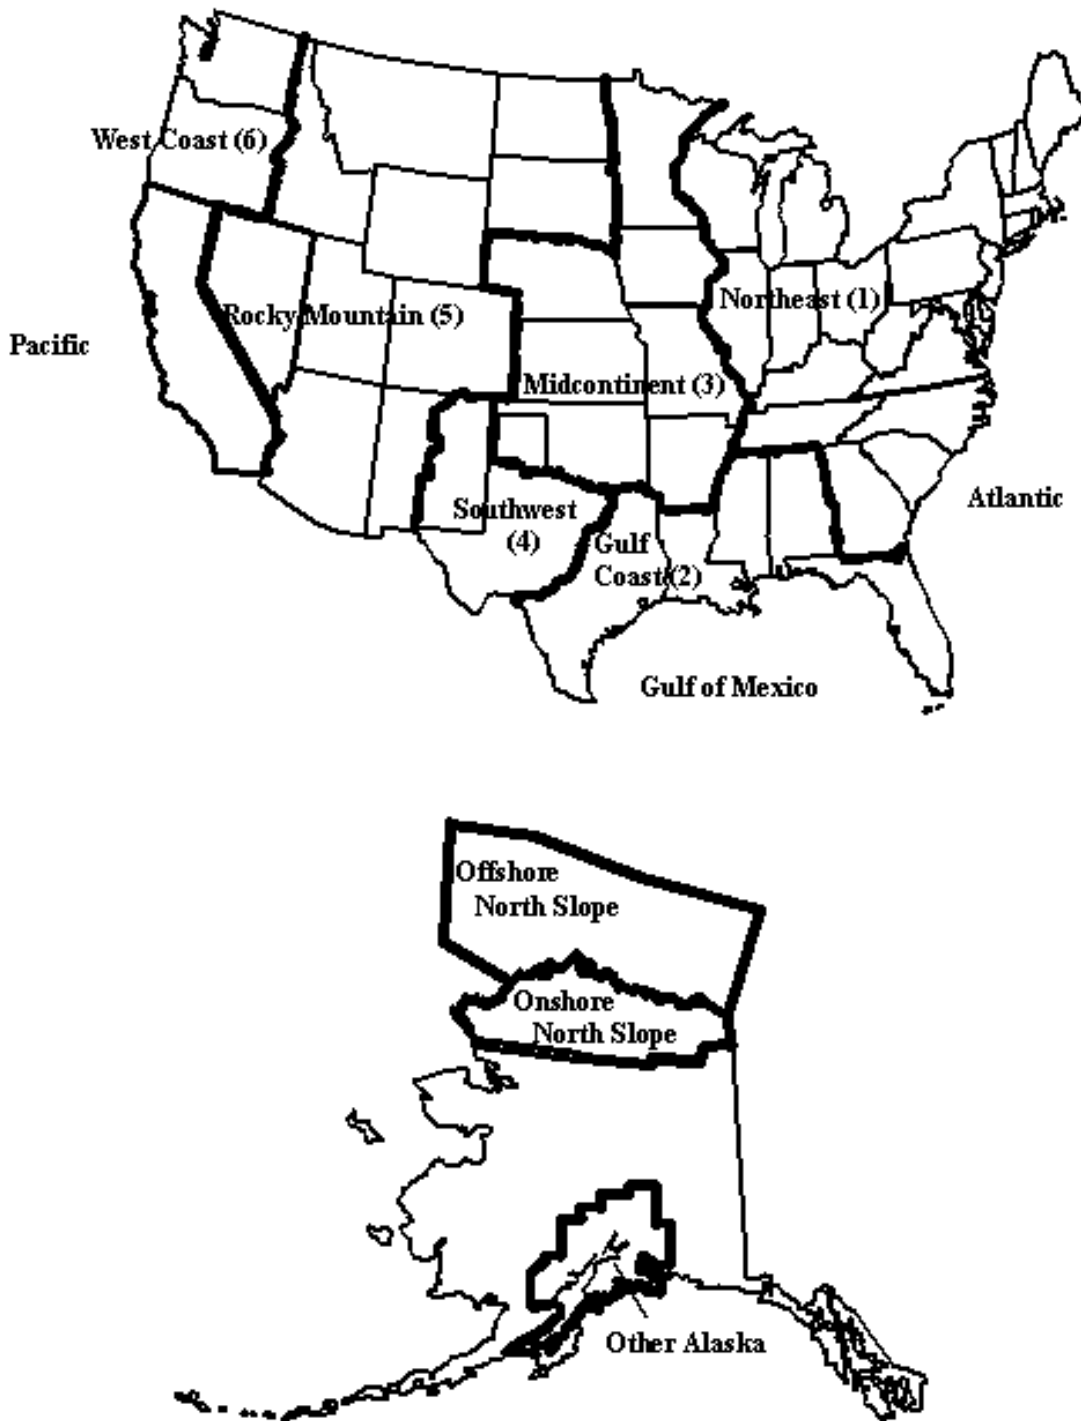 West Coast (6)
Northeast (1)
Rocky Mountain (5)
Pacific
Midcontinent (3)
Atlantic
Southwest
(4)
Gulf
Coast (2)
Gulf of Mexico
Offshore
North Slope
Onshore
North Slope
Other Alaska